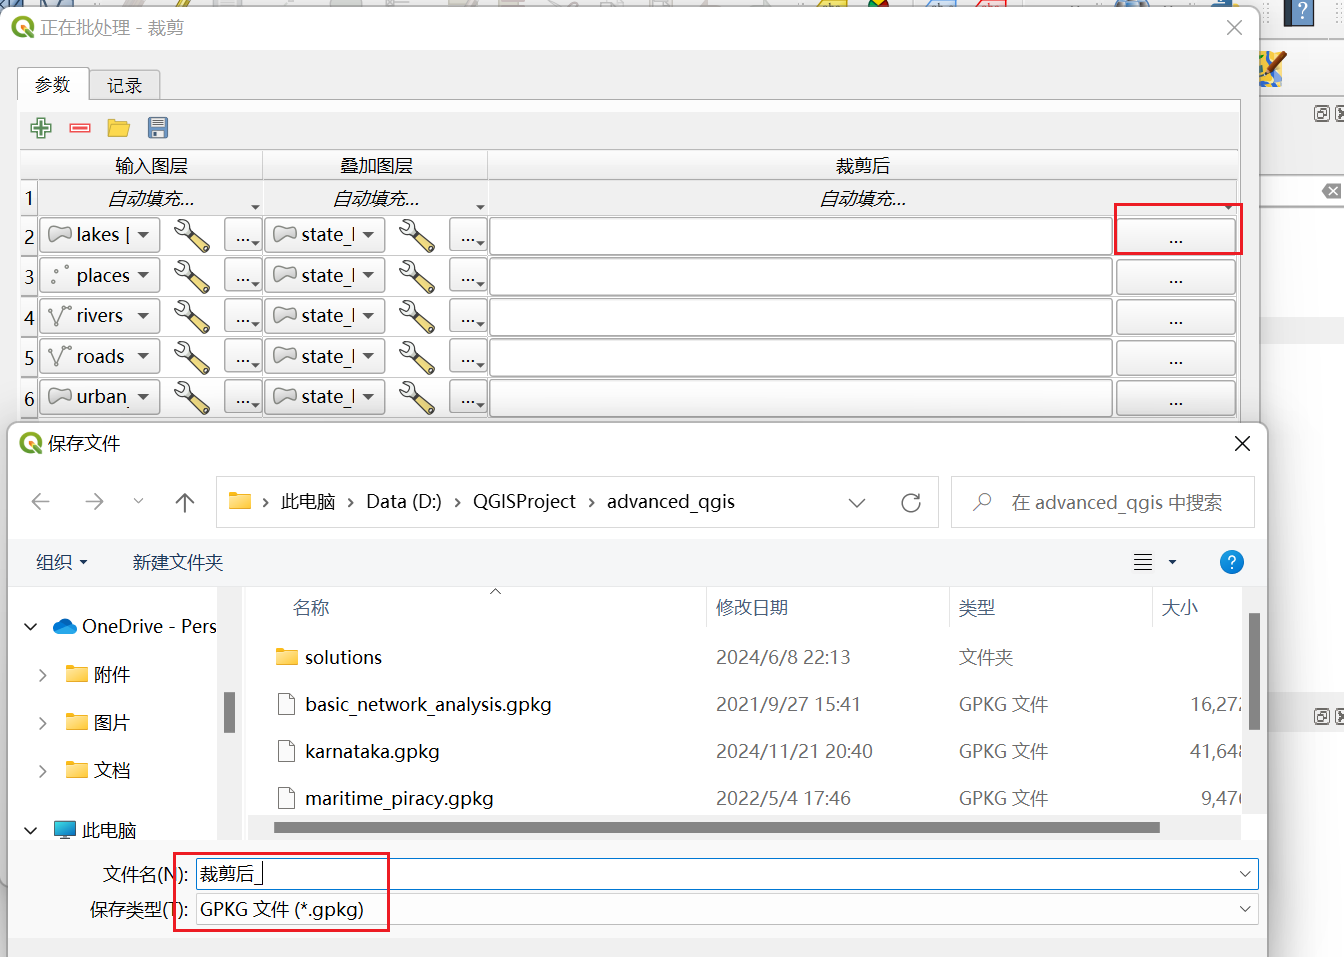 正在批处理 - 裁剪
参数 记录
输入图层 叠加图层 裁剪后
1 自动填充... 自动填充... 自动填充...
2 lakes [ ... state_l ... ...
3 places ... state_l ... ...
4 rivers ... state_l ... ...
5 roads ... state_l ... ...
6 urban_ ... state_l ... ...
保存文件
此电脑 › Data (D:) › QGISProject › advanced_qgis
在 advanced_qgis 中搜索
组织 新建文件夹
名称 修改日期 类型 大小
OneDrive - Pers
附件
图片
文档
此电脑
solutions 2024/6/8 22:13 文件夹
basic_network_analysis.gpkg 2021/9/27 15:41 GPKG 文件 16,272
karnataka.gpkg 2024/11/21 20:40 GPKG 文件 41,648
maritime_piracy.gpkg 2022/5/4 17:46 GPKG 文件 9,476
文件名(N): 裁剪后_
保存类型(T): GPKG 文件 (*.gpkg)